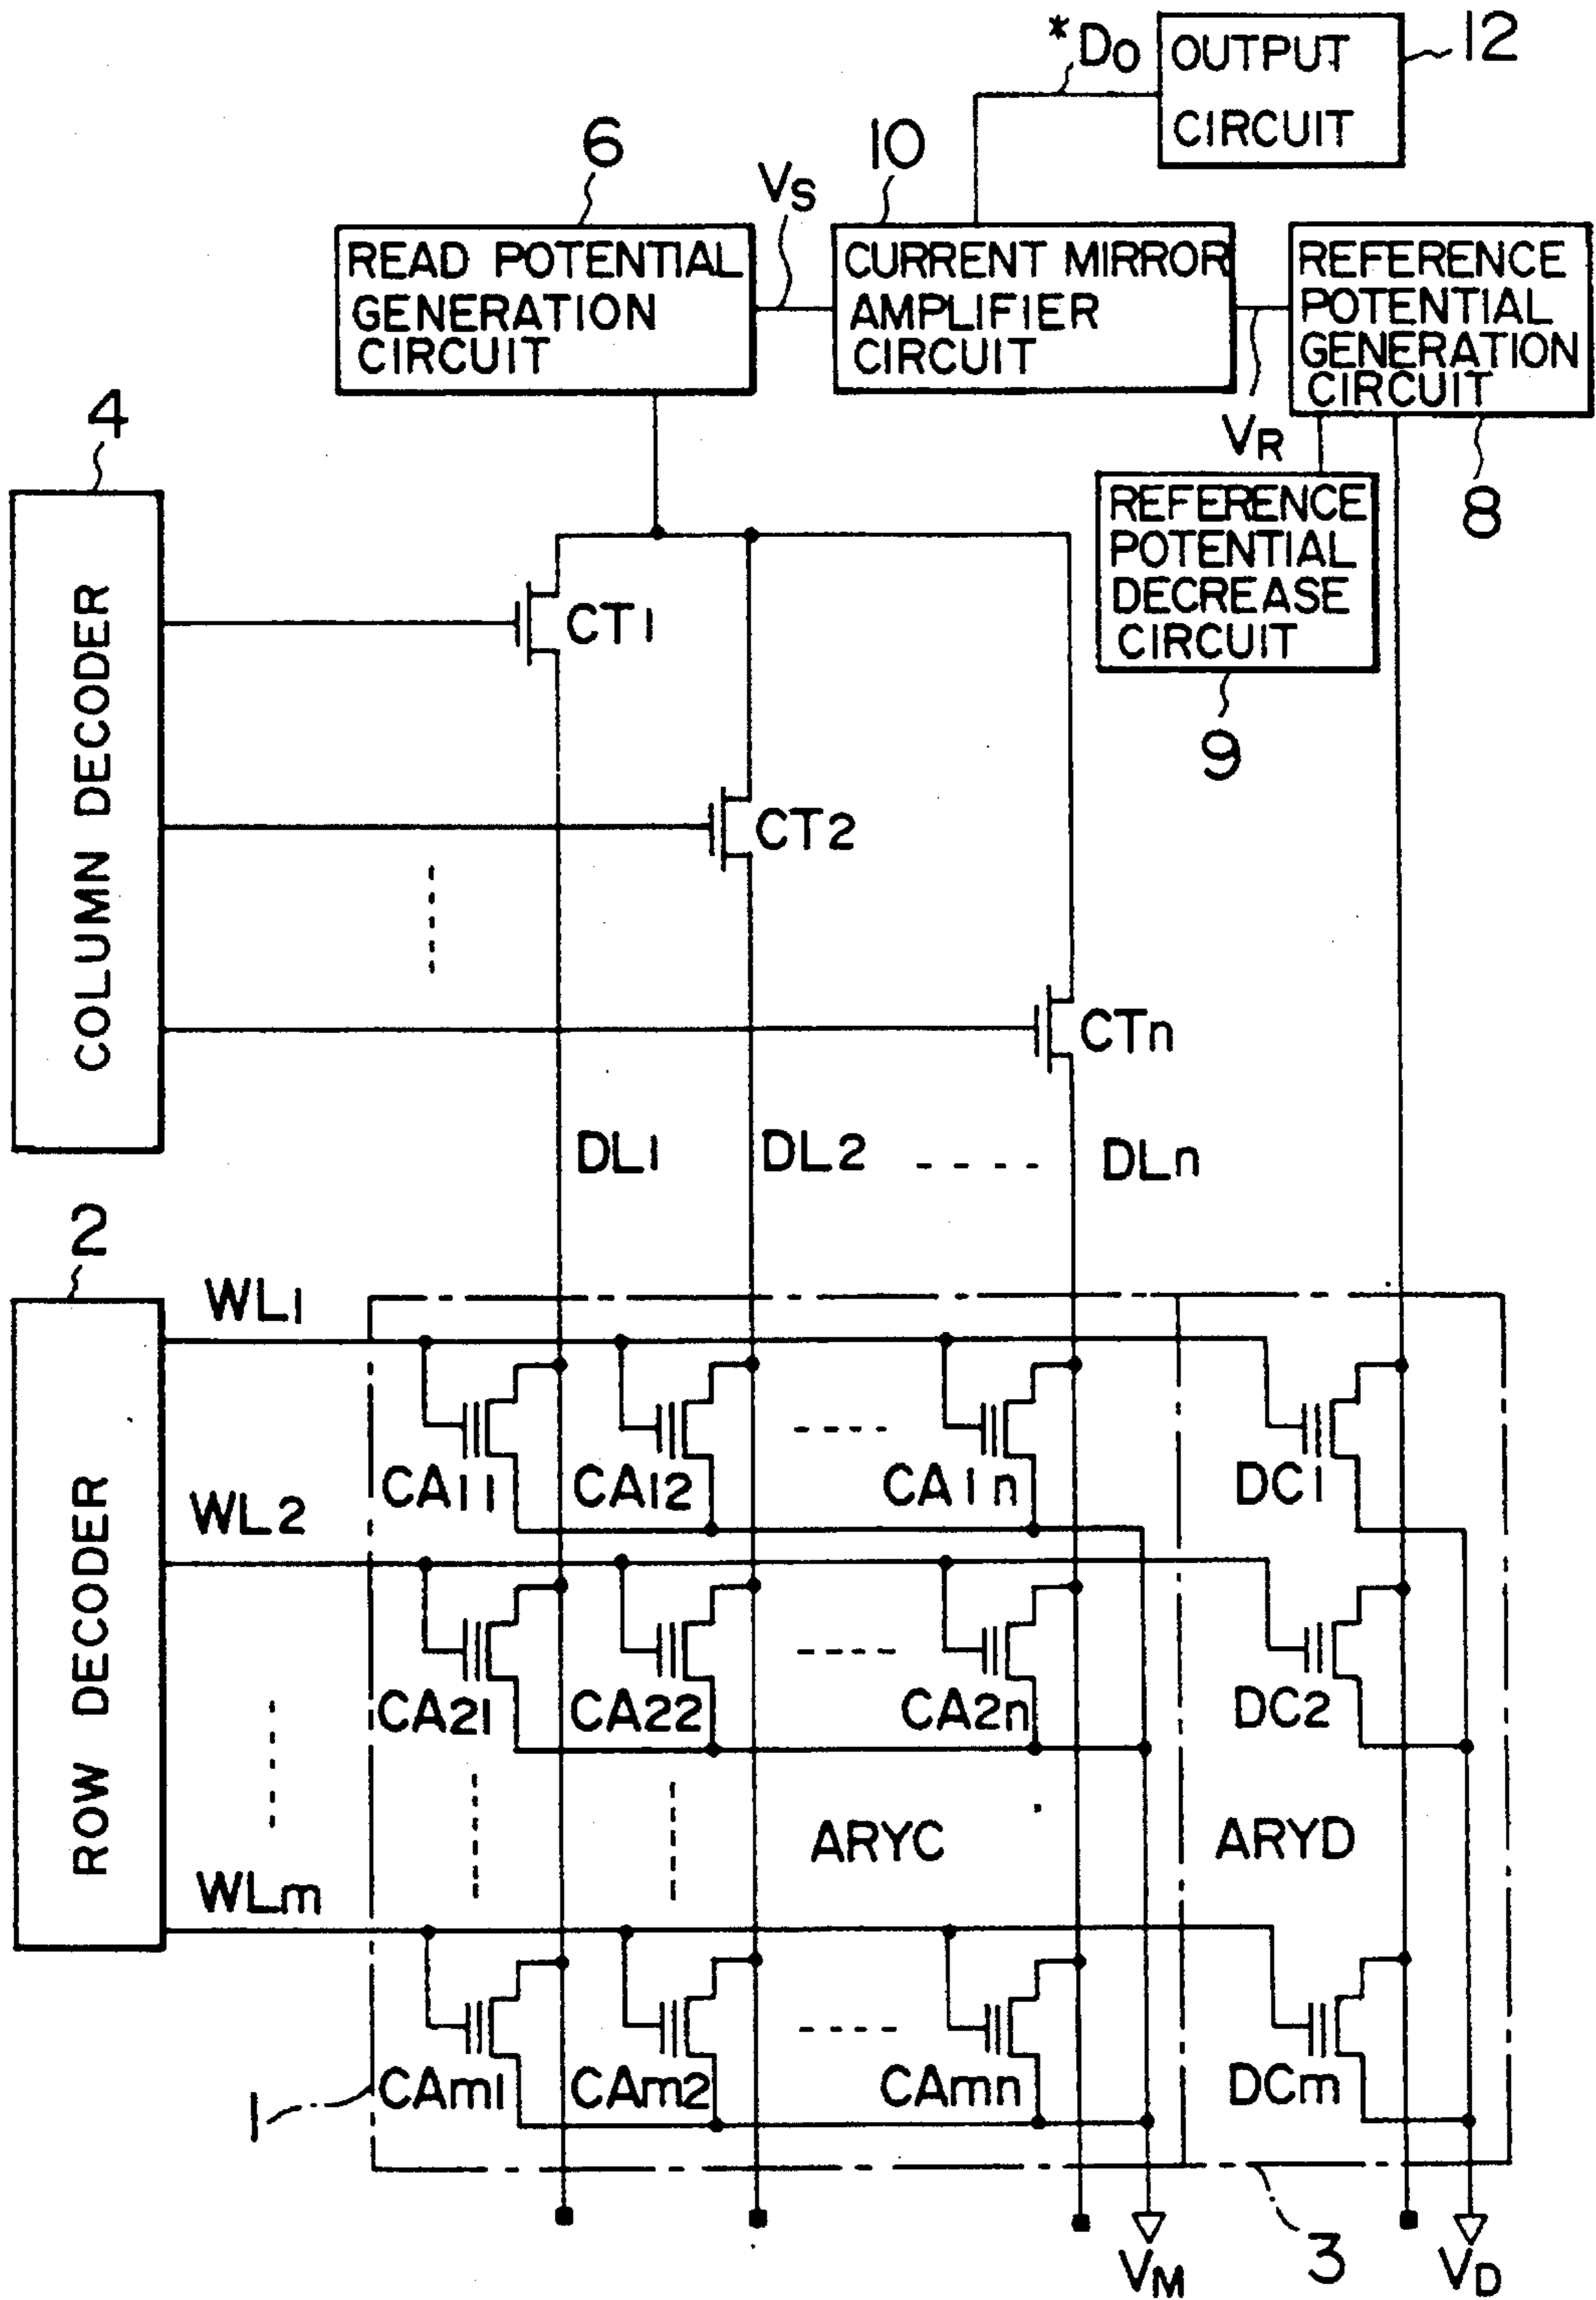 *D0
OUTPUT
CIRCUIT
12
6
VS
10
READ POTENTIAL
GENERATION
CIRCUIT
CURRENT MIRROR
AMPLIFIER
CIRCUIT
REFERENCE
POTENTIAL
GENERATION
CIRCUIT
VR
8
4
REFERENCE
POTENTIAL
DECREASE
CIRCUIT
9
COLUMN DECODER
CT1
CT2
CTn
DL1
DL2
DLn
2
ROW DECODER
WL1
CA11
CA12
CA1n
DC1
WL2
CA21
CA22
CA2n
DC2
ARYC
ARYD
WLm
CAm1
CAm2
CAmn
DCm
1
3
VM
VD